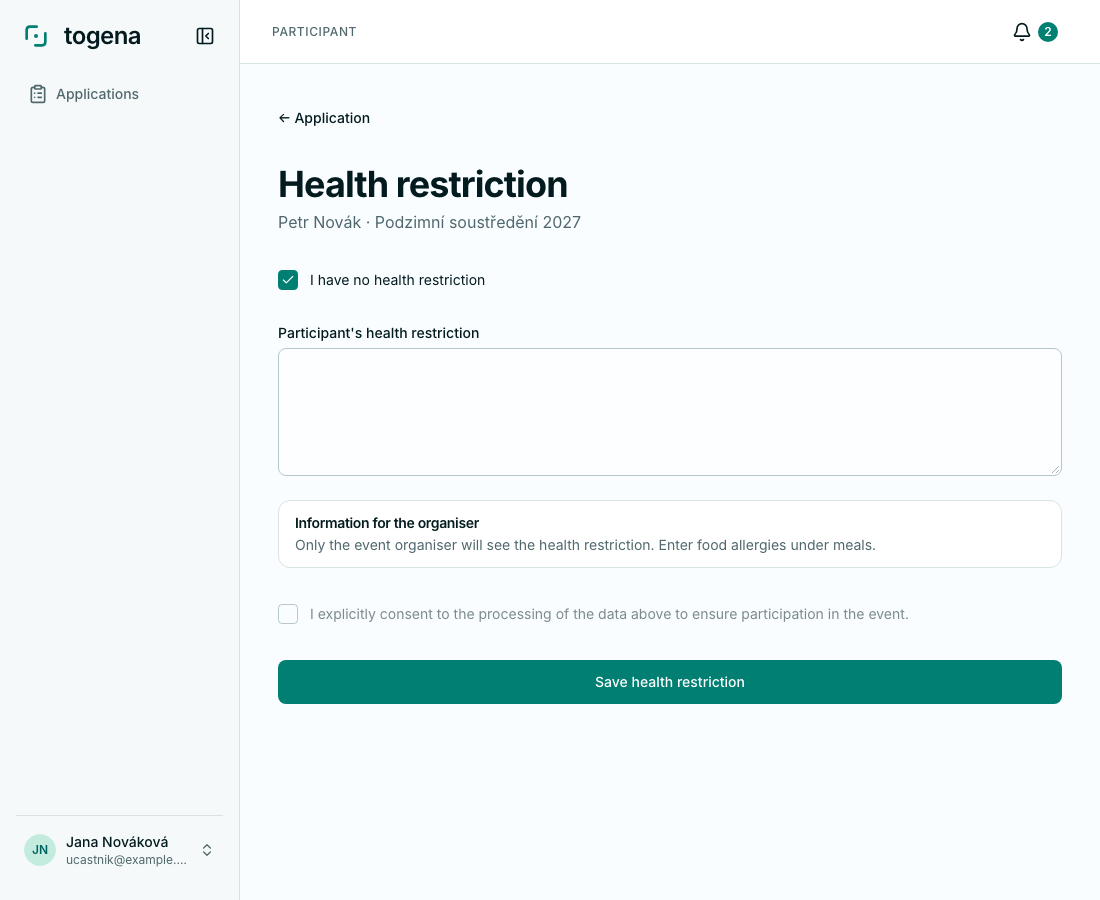 togena
PARTICIPANT
2
Applications
← Application
Health restriction
Petr Novák · Podzimní soustředění 2027
I have no health restriction
Participant's health restriction
Information for the organiser
Only the event organiser will see the health restriction. Enter food allergies under meals.
I explicitly consent to the processing of the data above to ensure participation in the event.
Save health restriction
JN
Jana Nováková
ucastnik@example....